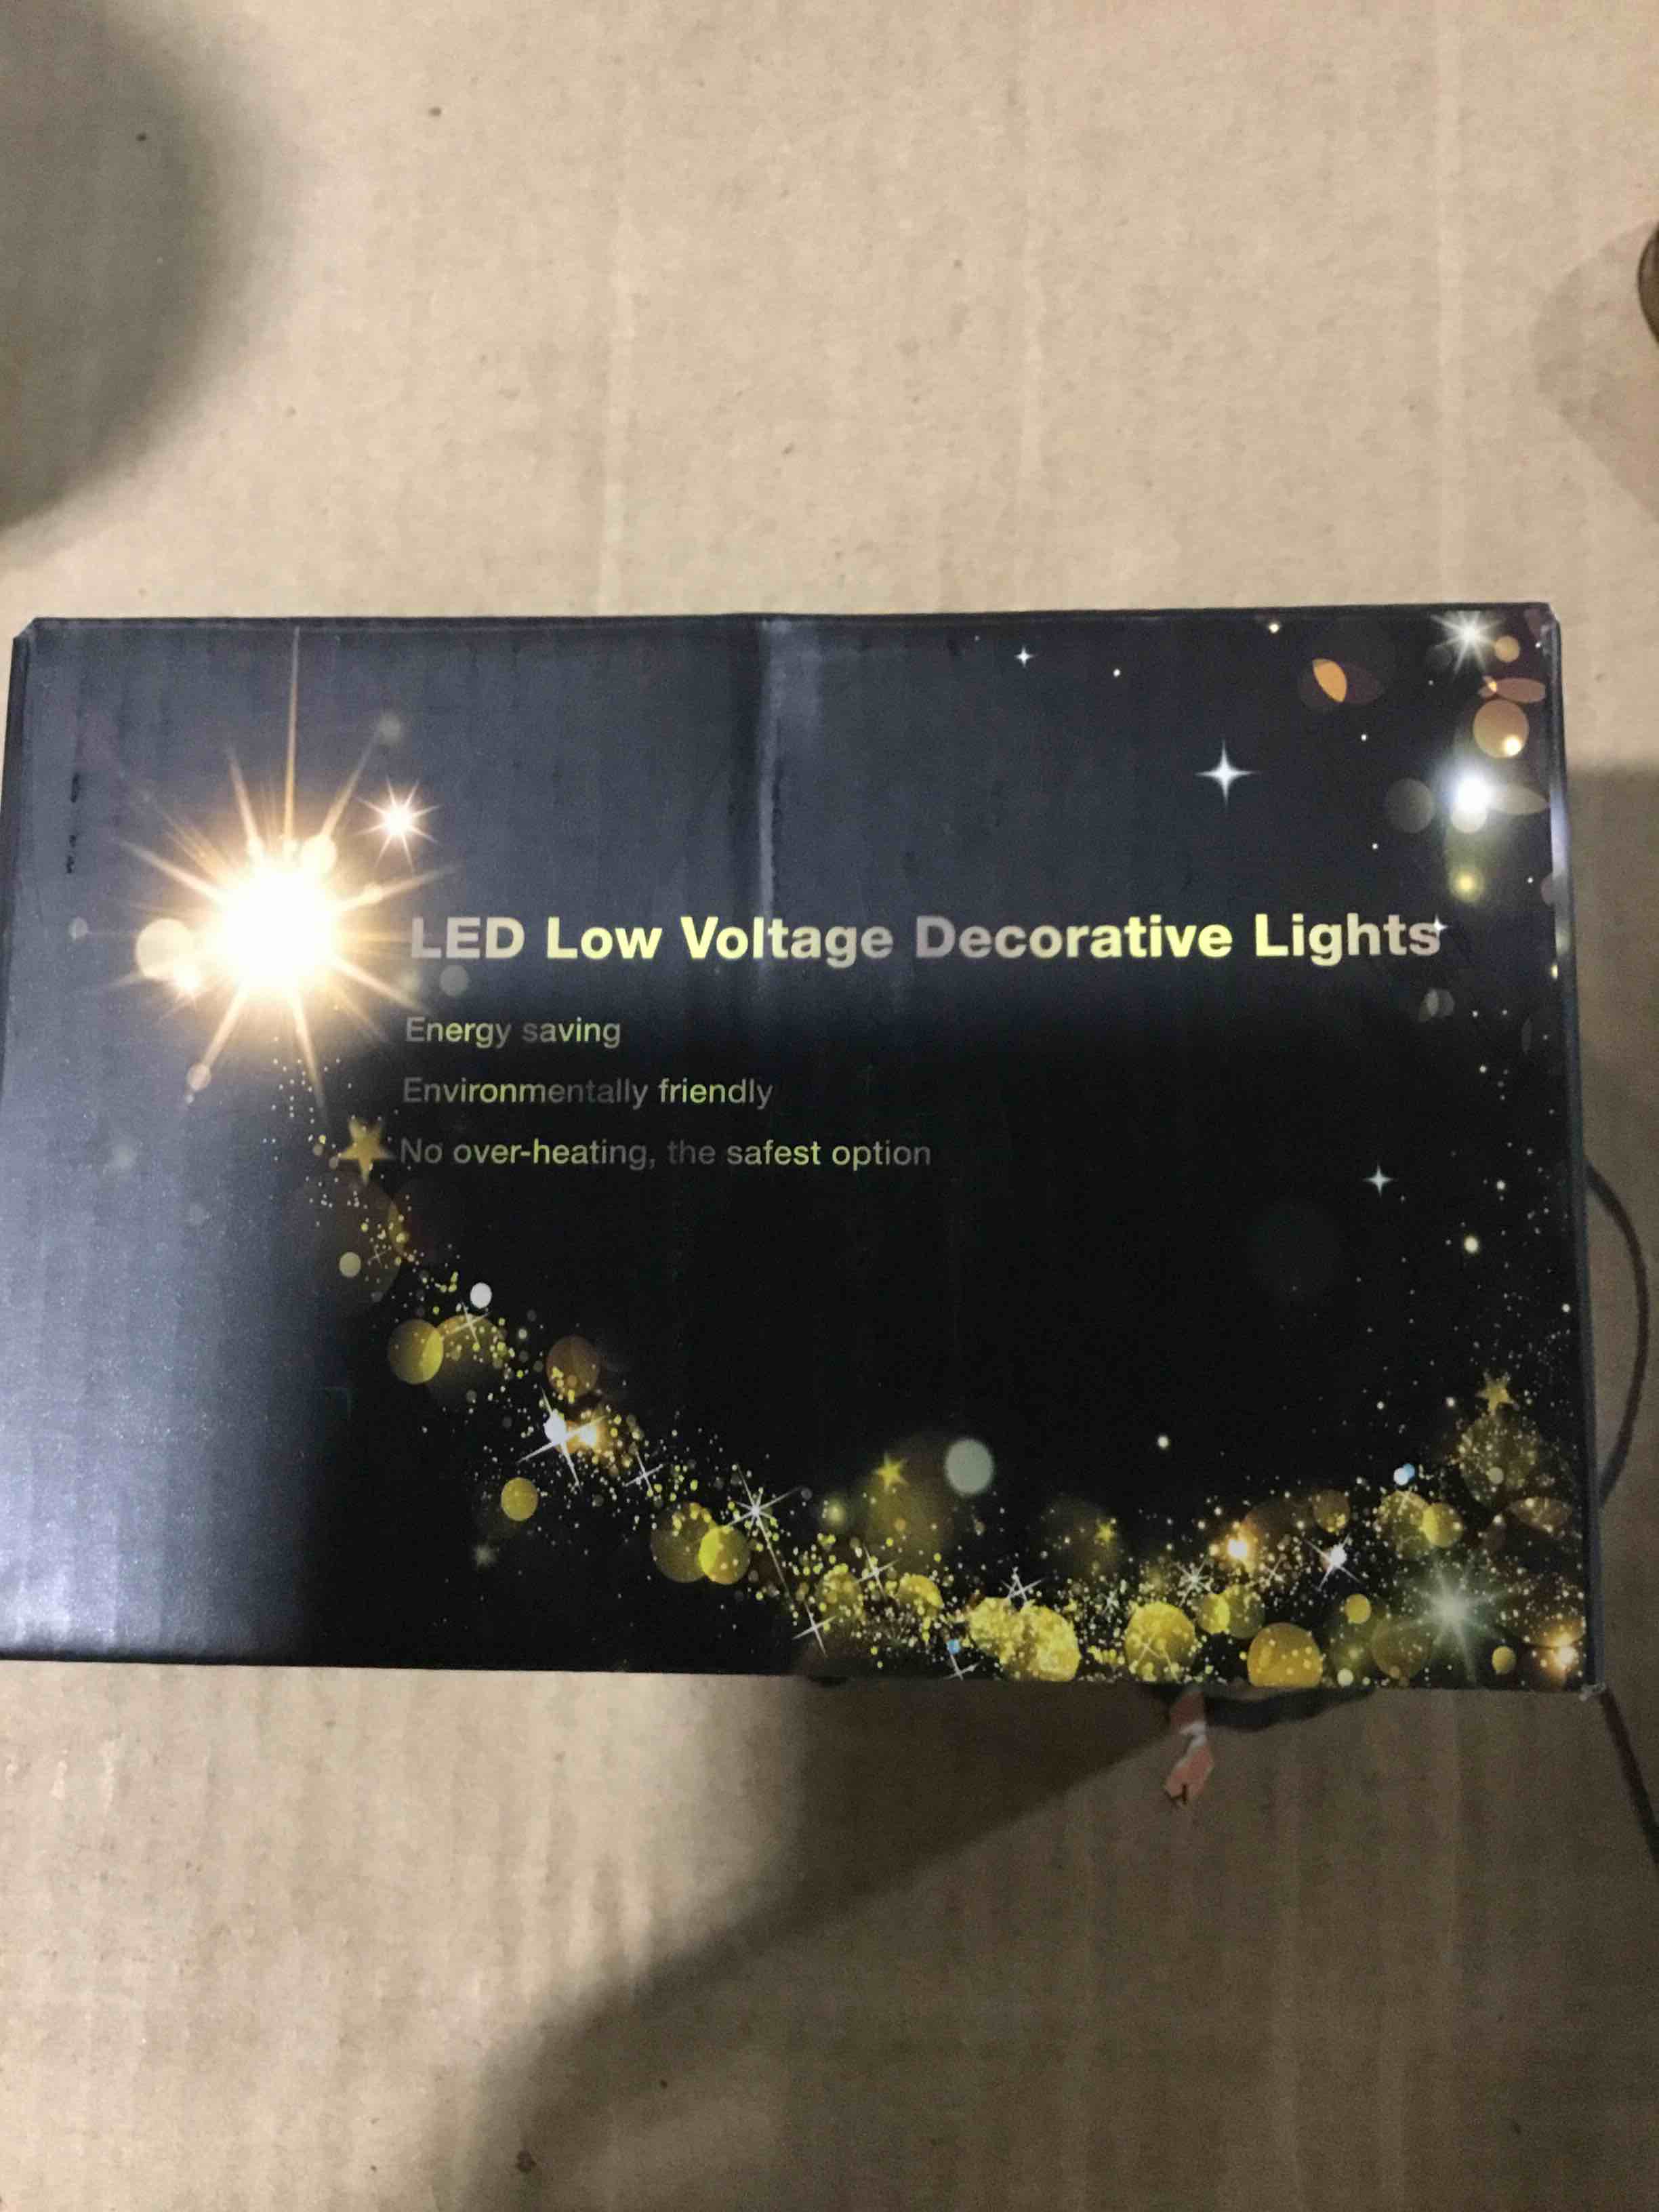 LED Low Voltage Decorative Lights
Energy saving
Environmentally friendly
No over-heating, the safest option